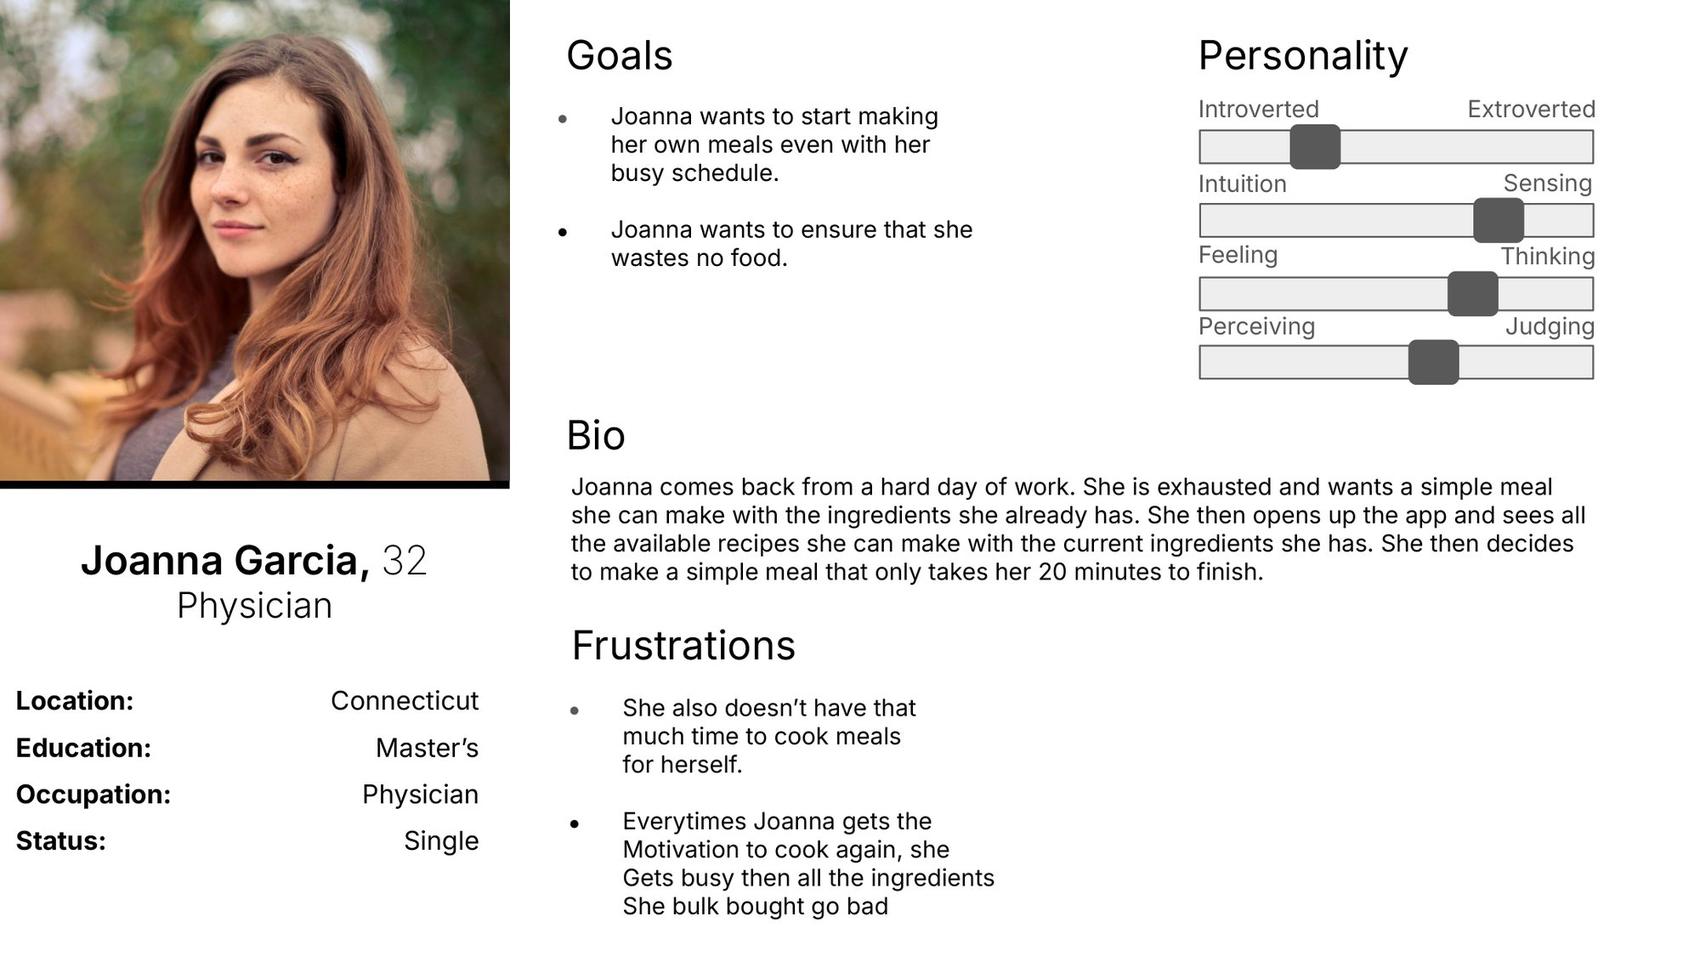 Goals
Joanna wants to start making
her own meals even with her
busy schedule.
Joanna wants to ensure that she
wastes no food.
Personality
Introverted Extroverted
Intuition Sensing
Feeling Thinking
Perceiving Judging
Bio
Joanna comes back from a hard day of work. She is exhausted and wants a simple meal
she can make with the ingredients she already has. She then opens up the app and sees all
the available recipes she can make with the current ingredients she has. She then decides
to make a simple meal that only takes her 20 minutes to finish.
Joanna Garcia, 32
Physician
Location: Connecticut
Education: Master’s
Occupation: Physician
Status: Single
Frustrations
She also doesn’t have that
much time to cook meals
for herself.
Everytimes Joanna gets the
Motivation to cook again, she
Gets busy then all the ingredients
She bulk bought go bad